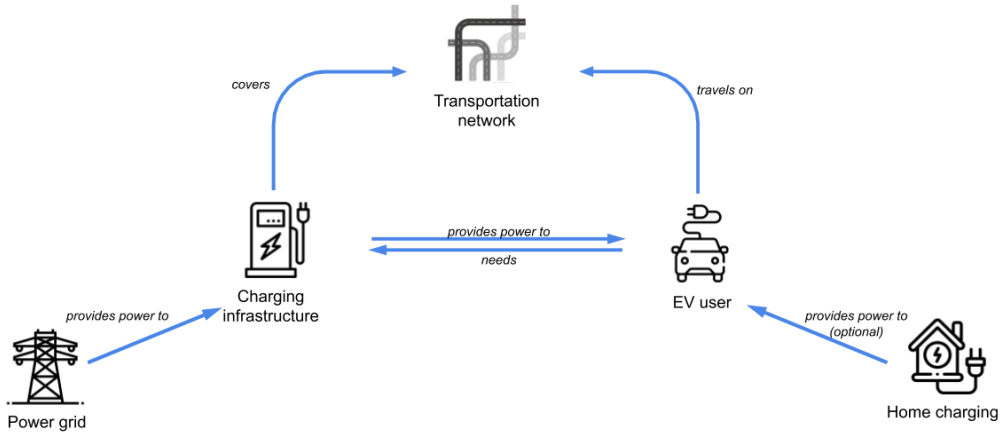 covers
travels on
Transportation
network
provides power to
needs
Charging
infrastructure
EV user
provides power to
provides power to
(optional)
Power grid
Home charging